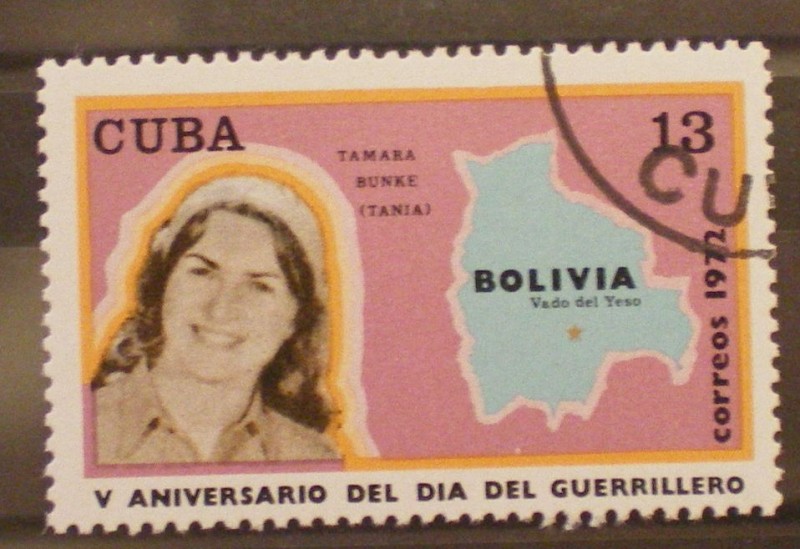 CUBA
13
TAMARA
BUNKE
(TANIA)
BOLIVIA
Vado del Yeso
correos 1972
CU
V ANIVERSARIO DEL DIA DEL GUERRILLERO